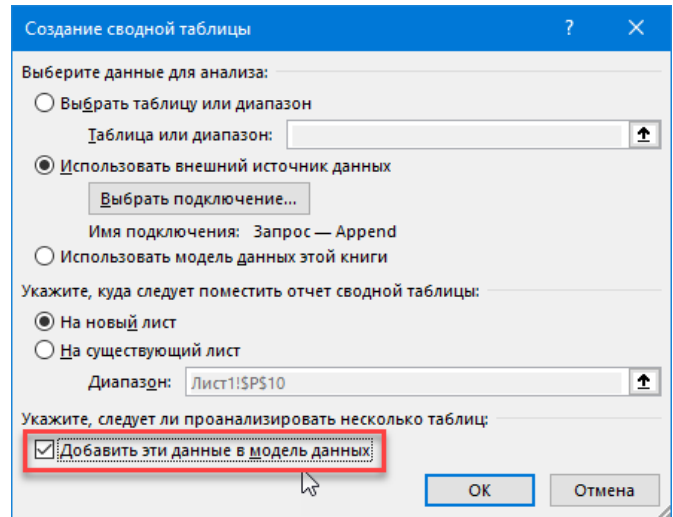 Создание сводной таблицы ?
Выберите данные для анализа:
Выбрать таблицу или диапазон
Таблица или диапазон:
Использовать внешний источник данных
Выбрать подключение...
Имя подключения: Запрос — Append
Использовать модель данных этой книги
Укажите, куда следует поместить отчет сводной таблицы:
На новый лист
На существующий лист
Диапазон: Лист1!$P$10
Укажите, следует ли проанализировать несколько таблиц:
Добавить эти данные в модель данных
ОК Отмена